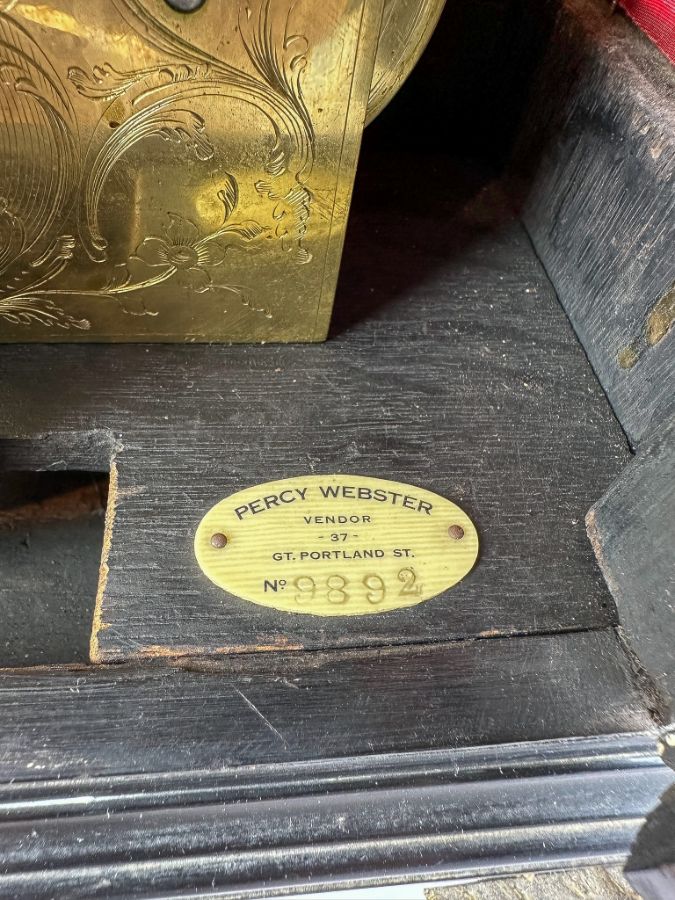 PERCY WEBSTER
VENDOR
- 37 -
GT. PORTLAND ST.
Nº 9892